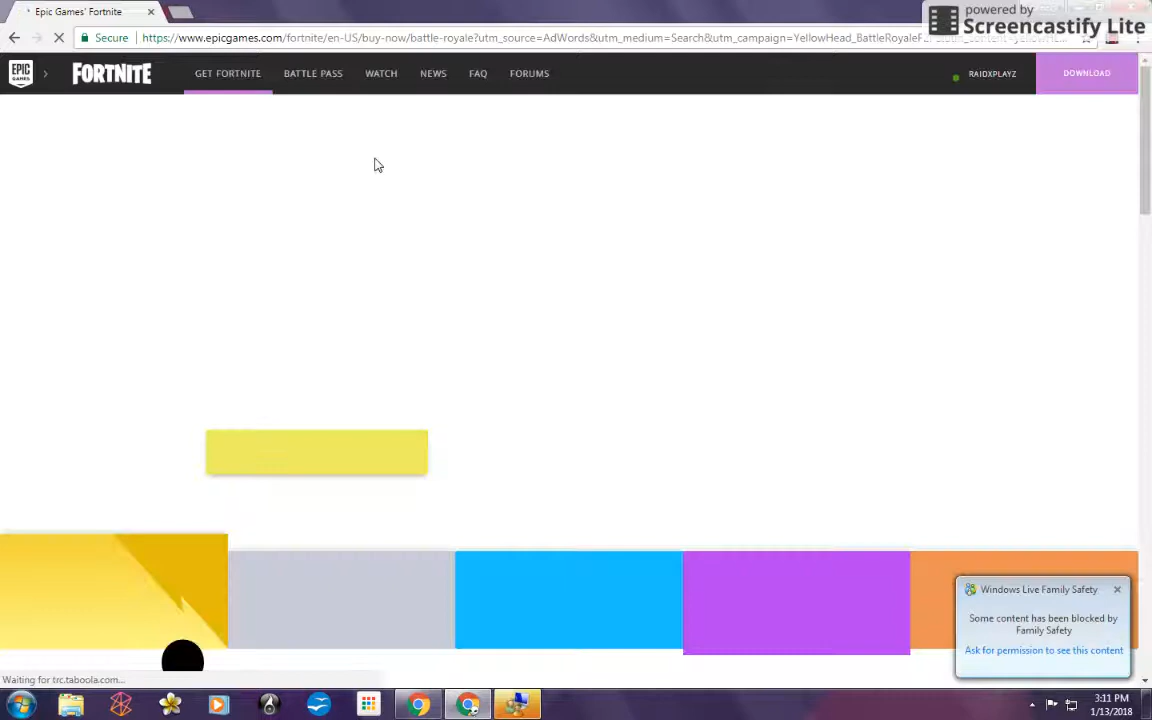 Epic Games' Fortnite
powered by
Screencastify Lite
Secure
https://www.epicgames.com/fortnite/en-US/buy-now/battle-royale?utm_source=AdWords&utm_medium=Search&utm_campaign=YellowHead_BattleRoyale
EPIC
GAMES
FORTNITE
GET FORTNITE
BATTLE PASS
WATCH
NEWS
FAQ
FORUMS
RAIDXPLAYZ
DOWNLOAD
Windows Live Family Safety
Some content has been blocked by
Family Safety
Ask for permission to see this content
Waiting for trc.taboola.com...
3:11 PM
1/13/2018